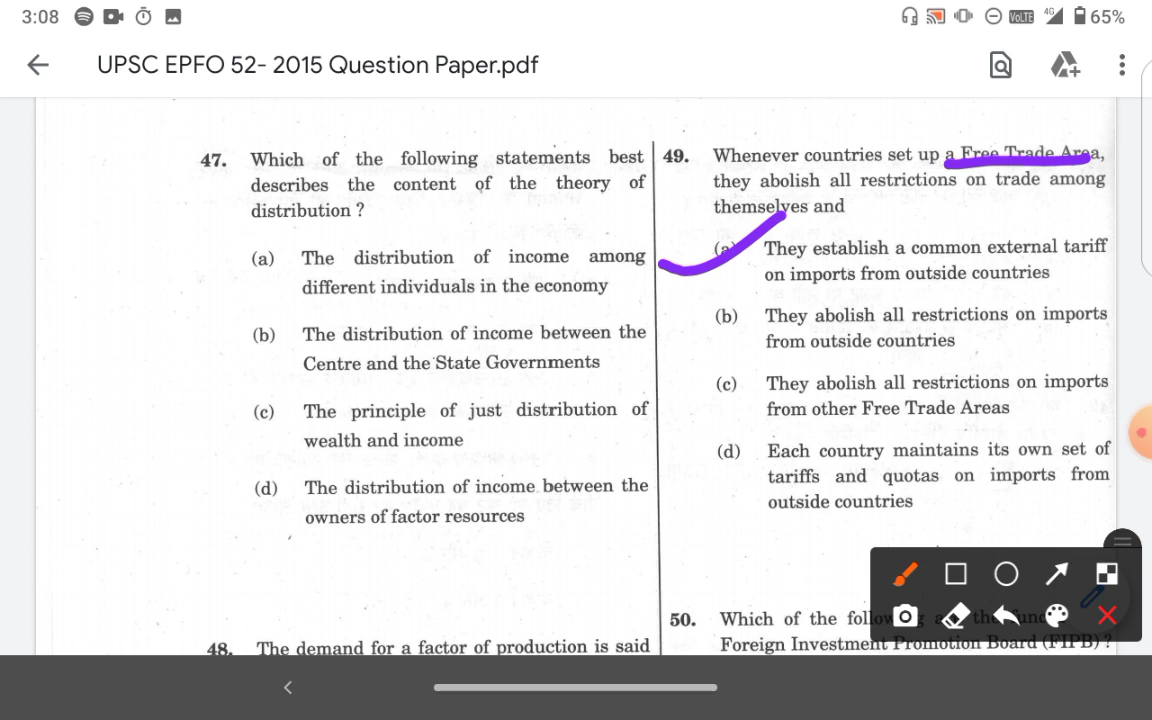 3:08
VoLTE 4G 65%
UPSC EPFO 52- 2015 Question Paper.pdf
47. Which of the following statements best
describes the content of the theory of
distribution ?
(a) The distribution of income among
different individuals in the economy
(b) The distribution of income between the
Centre and the State Governments
(c) The principle of just distribution of
wealth and income
(d) The distribution of income between the
owners of factor resources
48. The demand for a factor of production is said
49. Whenever countries set up a Free Trade Area,
they abolish all restrictions on trade among
themselves and
(a) They establish a common external tariff
on imports from outside countries
(b) They abolish all restrictions on imports
from outside countries
(c) They abolish all restrictions on imports
from other Free Trade Areas
(d) Each country maintains its own set of
tariffs and quotas on imports from
outside countries
50. Which of the
Foreign Investment Promotion Board (FIPB) ?